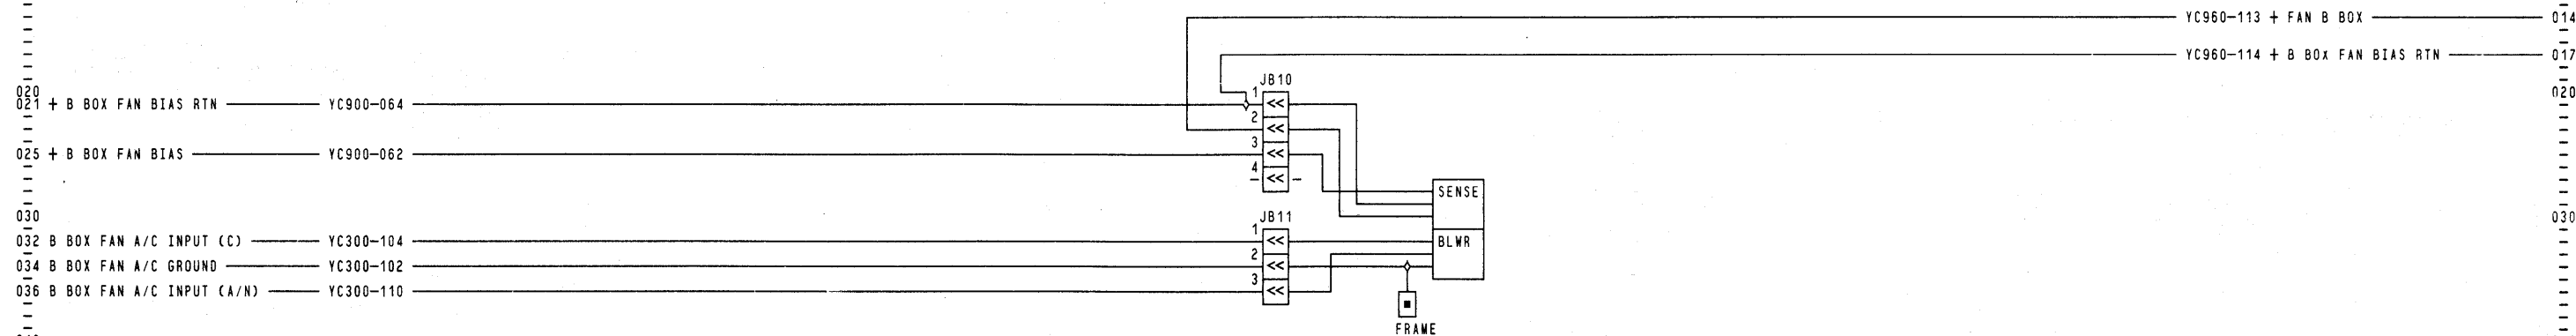 YC960-113 + FAN B BOX 014
YC960-114 + B BOX FAN BIAS RTN 017
JB10
020
020
021 + B BOX FAN BIAS RTN YC900-064 1 <<
2 <<
025 + B BOX FAN BIAS YC900-062 3 <<
4 <<
SENSE
030
030
JB11
032 B BOX FAN A/C INPUT (C) YC300-104 1 << BLWR
034 B BOX FAN A/C GROUND YC300-102 2 <<
036 B BOX FAN A/C INPUT (A/N) YC300-110 3 <<
FRAME